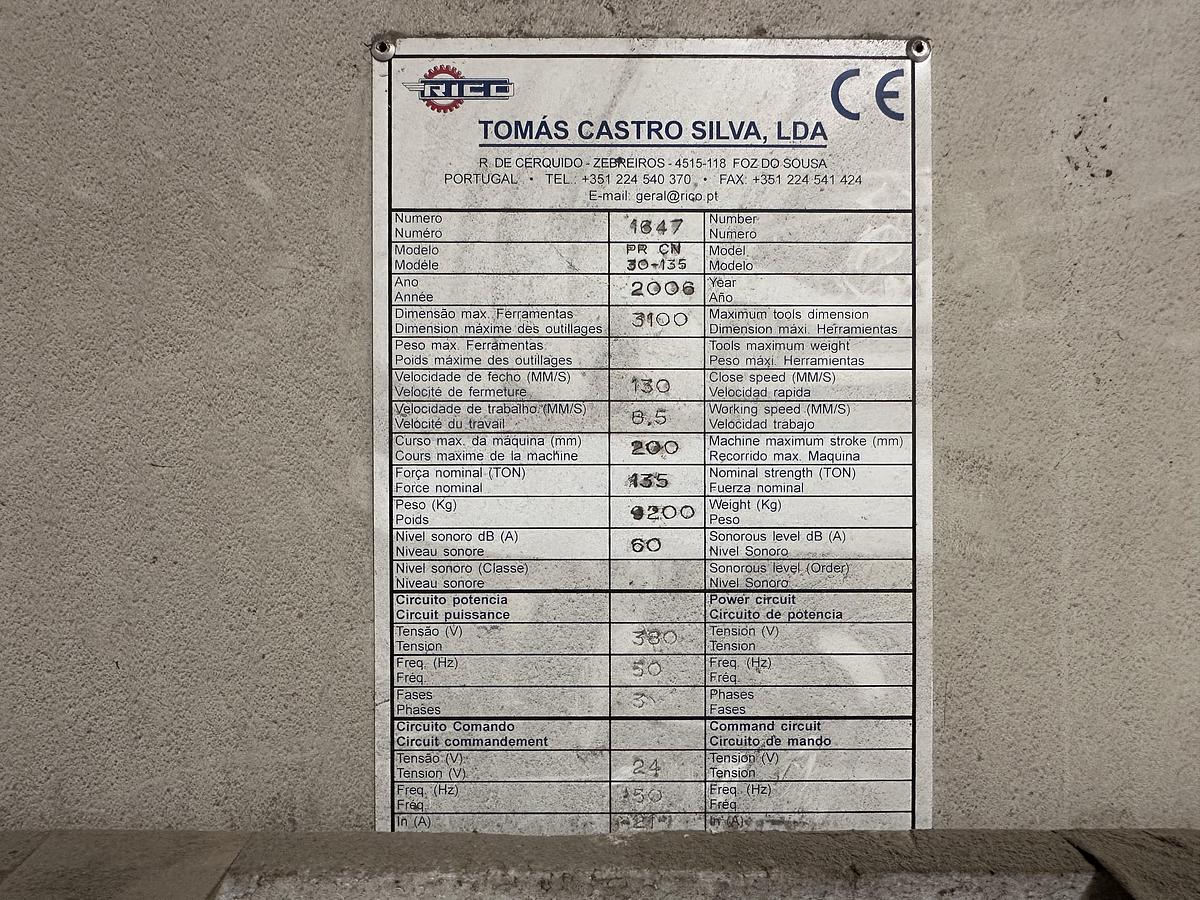 RICO
CE
TOMÁS CASTRO SILVA, LDA
R. DE CERQUIDO - ZEBREIROS - 4515-118 FOZ DO SOUSA
PORTUGAL • TEL.: +351 224 540 370 • FAX: +351 224 541 424
E-mail: geral@rico.pt
Numero 1647 Number
Numéro Numero
Modelo PR CN Model
Modéle 30-135 Modelo
Ano 2006 Year
Année Año
Dimensão max. Ferramentas 3100 Maximum tools dimension
Dimension máxime des outillages Dimension máxi. Herramientas
Peso max. Ferramentas Tools maximum weight
Poids máxime des outillages Peso máxi. Herramientas
Velocidade de fecho (MM/S) 130 Close speed (MM/S)
Velocité de fermeture Velocidad rapida
Velocidade de trabalho (MM/S) 8,5 Working speed (MM/S)
Velocité du travail Velocidad trabajo
Curso max. da máquina (mm) 200 Machine maximum stroke (mm)
Cours maxime de la machine Recorrido max. Maquina
Força nominal (TON) 135 Nominal strength (TON)
Force nominal Fuerza nominal
Peso (Kg) 9200 Weight (Kg)
Poids Peso
Nivel sonoro dB (A) 60 Sonorous level dB (A)
Niveau sonore Nivel Sonoro
Nivel sonoro (Classe) Sonorous level (Order)
Niveau sonore Nivel Sonoro
Circuito potencia Power circuit
Circuit puissance Circuito de potencia
Tensão (V) 380 Tension (V)
Tension Tension
Freq. (Hz) 50 Freq. (Hz)
Fréq. Fréq.
Fases 3 Phases
Phases Fases
Circuito Comando Command circuit
Circuit commandement Circuito de mando
Tensão (V) 24 Tension (V)
Tension (V) Tension
Freq. (Hz) 50 Freq. (Hz)
Fréq. Fréq.
In (A) 21 In (A)